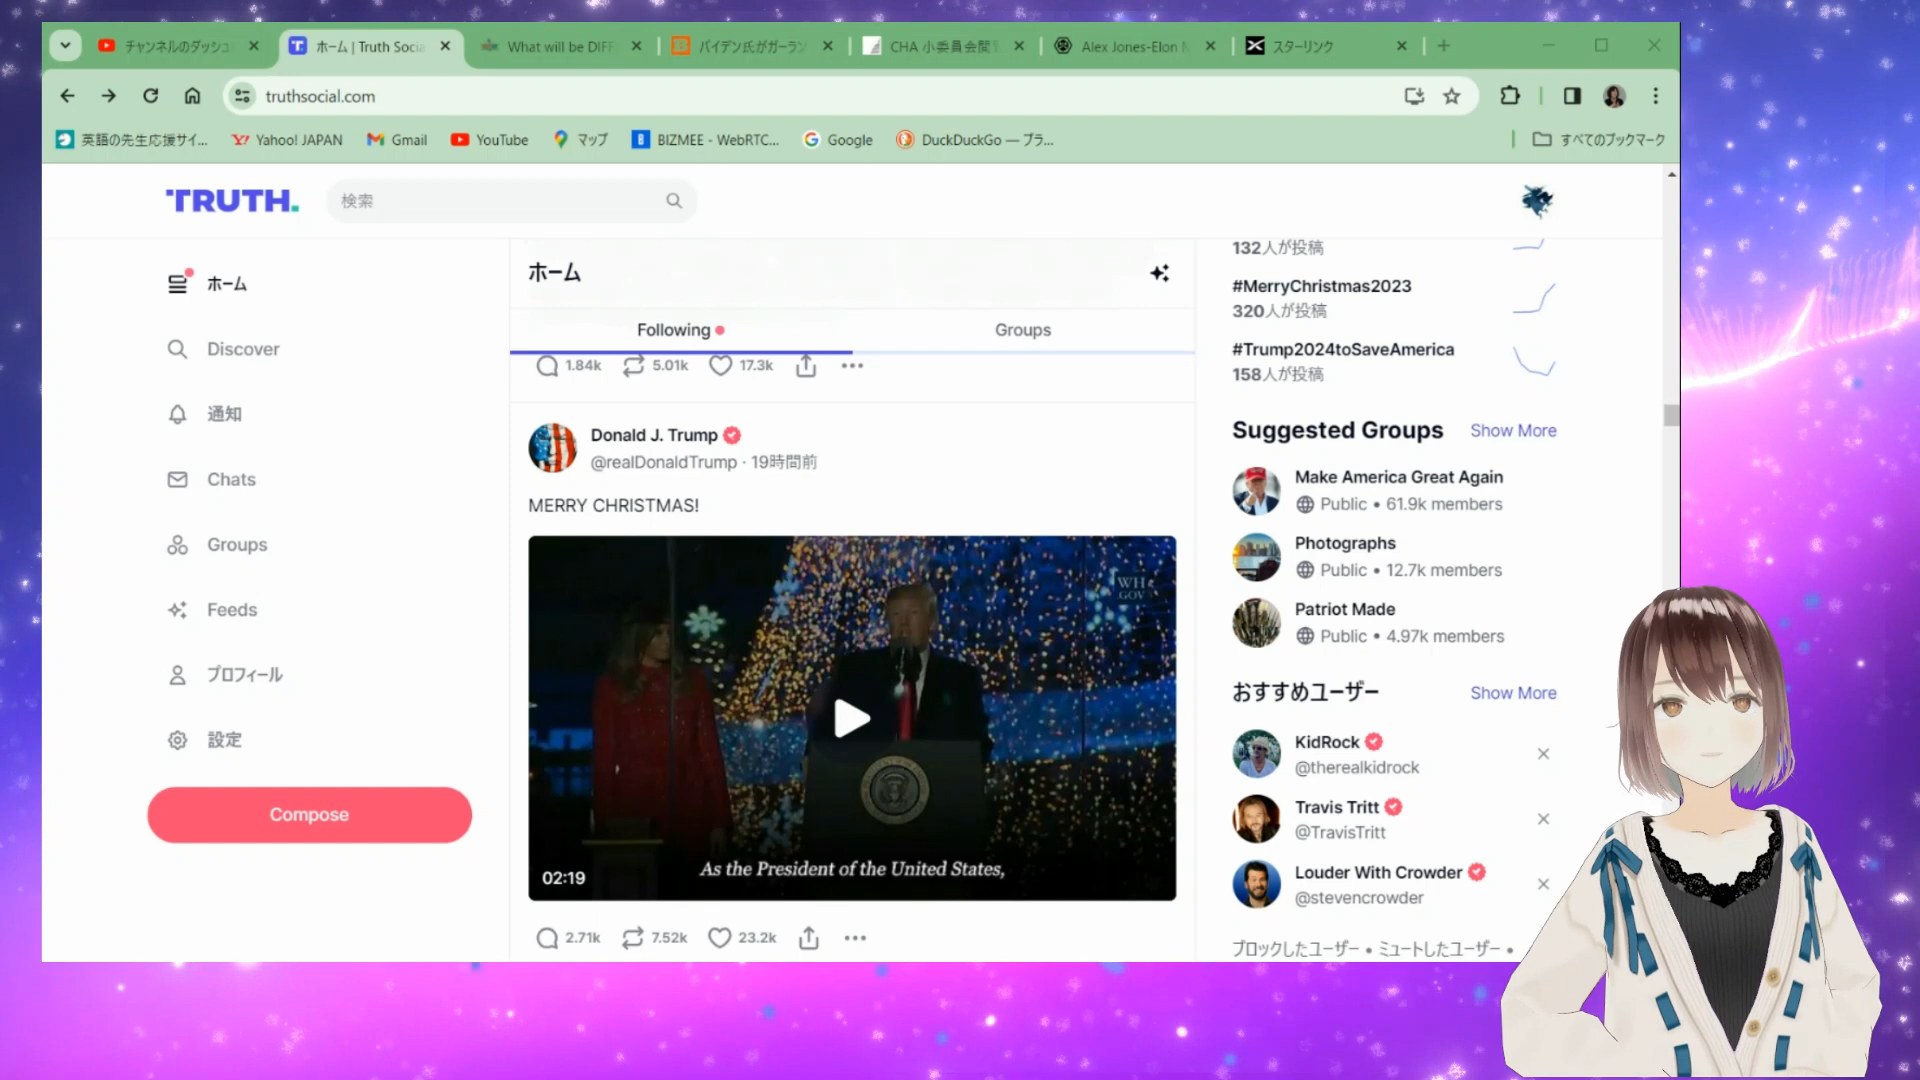 チャンネルのダッシュ
ホーム | Truth Socia
What will be DIFF
バイデン氏がガーラン
CHA 小委員会聞
Alex Jones-Elon M
スターリンク
truthsocial.com
英語の先生応援サイ...
Yahoo! JAPAN
Gmail
YouTube
マップ
BIZMEE - WebRTC...
Google
DuckDuckGo — プラ...
すべてのブックマーク
TRUTH.
検索
ホーム
Discover
通知
Chats
Groups
Feeds
プロフィール
設定
Compose
ホーム
Following
Groups
1.84k
5.01k
17.3k
Donald J. Trump
@realDonaldTrump · 19時間前
MERRY CHRISTMAS!
WH
GOV
As the President of the United States,
02:19
2.71k
7.52k
23.2k
132人が投稿
#MerryChristmas2023
320人が投稿
#Trump2024toSaveAmerica
158人が投稿
Suggested Groups
Show More
Make America Great Again
Public • 61.9k members
Photographs
Public • 12.7k members
Patriot Made
Public • 4.97k members
おすすめユーザー
Show More
KidRock
@therealkidrock
Travis Tritt
@TravisTritt
Louder With Crowder
@stevencrowder
ブロックしたユーザー • ミュートしたユーザー •